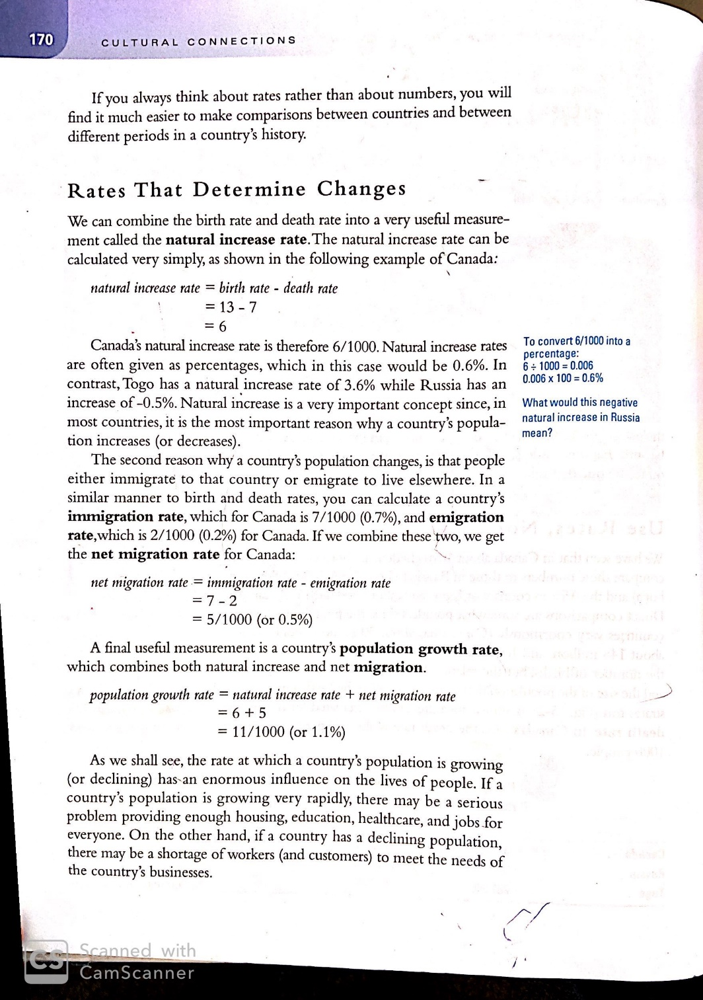 170
CULTURAL CONNECTIONS
If you always think about rates rather than about numbers, you will
find it much easier to make comparisons between countries and between
different periods in a country's history.
Rates That Determine Changes
We can combine the birth rate and death rate into a very useful measure-
ment called the natural increase rate. The natural increase rate can be
calculated very simply, as shown in the following example of Canada:
natural increase rate = birth rate - death rate
= 13 - 7
= 6
Canada's natural increase rate is therefore 6/1000. Natural increase rates
are often given as percentages, which in this case would be 0.6%. In
contrast, Togo has a natural increase rate of 3.6% while Russia has an
increase of -0.5%. Natural increase is a very important concept since, in
most countries, it is the most important reason why a country's popula-
tion increases (or decreases).
To convert 6/1000 into a
percentage:
6 ÷ 1000 = 0.006
0.006 x 100 = 0.6%
What would this negative
natural increase in Russia
mean?
The second reason why a country's population changes, is that people
either immigrate to that country or emigrate to live elsewhere. In a
similar manner to birth and death rates, you can calculate a country's
immigration rate, which for Canada is 7/1000 (0.7%), and emigration
rate,which is 2/1000 (0.2%) for Canada. If we combine these two, we get
the net migration rate for Canada:
net migration rate = immigration rate - emigration rate
= 7 - 2
= 5/1000 (or 0.5%)
A final useful measurement is a country's population growth rate,
which combines both natural increase and net migration.
population growth rate = natural increase rate + net migration rate
= 6 + 5
= 11/1000 (or 1.1%)
As we shall see, the rate at which a country's population is growing
(or declining) has an enormous influence on the lives of people. If a
country's population is growing very rapidly, there may be a serious
problem providing enough housing, education, healthcare, and jobs for
everyone. On the other hand, if a country has a declining population,
there may be a shortage of workers (and customers) to meet the needs of
the country's businesses.
CS
Scanned with
CamScanner